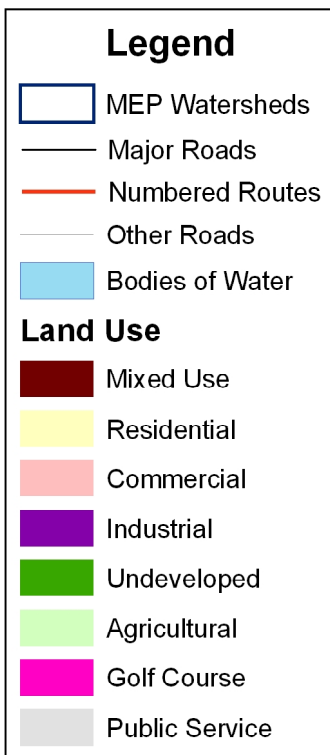 Legend
MEP Watersheds
Major Roads
Numbered Routes
Other Roads
Bodies of Water
Land Use
Mixed Use
Residential
Commercial
Industrial
Undeveloped
Agricultural
Golf Course
Public Service